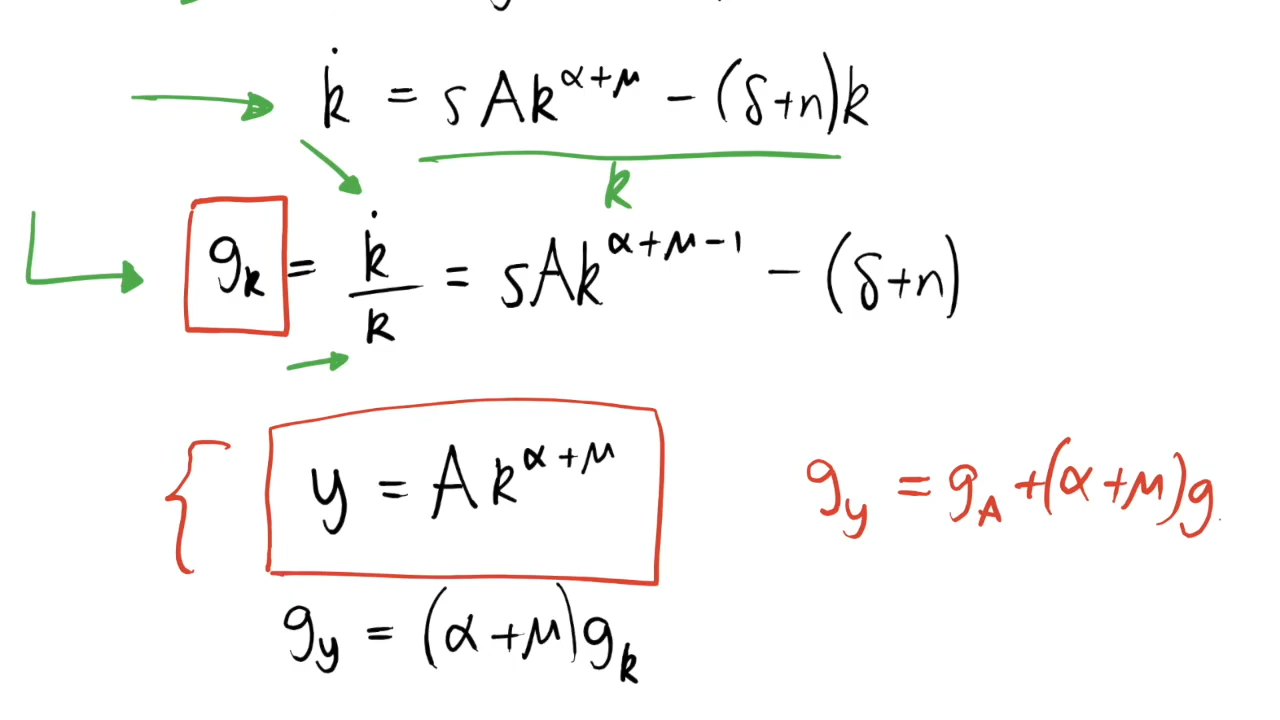 k̇ = sAk^{α+μ} − (δ+n)k
k
g_k = k̇/k = sAk^{α+μ−1} − (δ+n)
y = Ak^{α+μ}
g_y = g_A + (α+μ)g
g_y = (α+μ)g_k